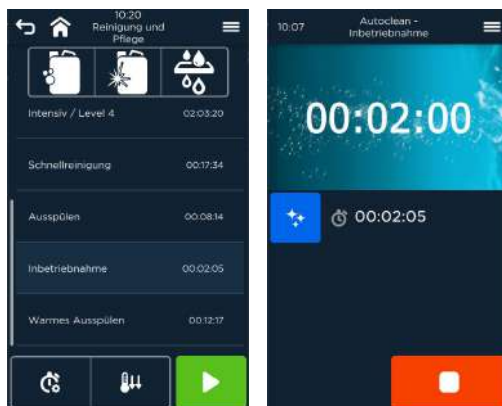 10:20
Reinigung und
Pflege
Intensiv / Level 4 02:03:20
Schnellreinigung 00:17:34
Ausspülen 00:08:14
Inbetriebnahme 00:02:05
Warmes Ausspülen 00:12:17
10:07
Autoclean -
Inbetriebnahme
00:02:00
00:02:05